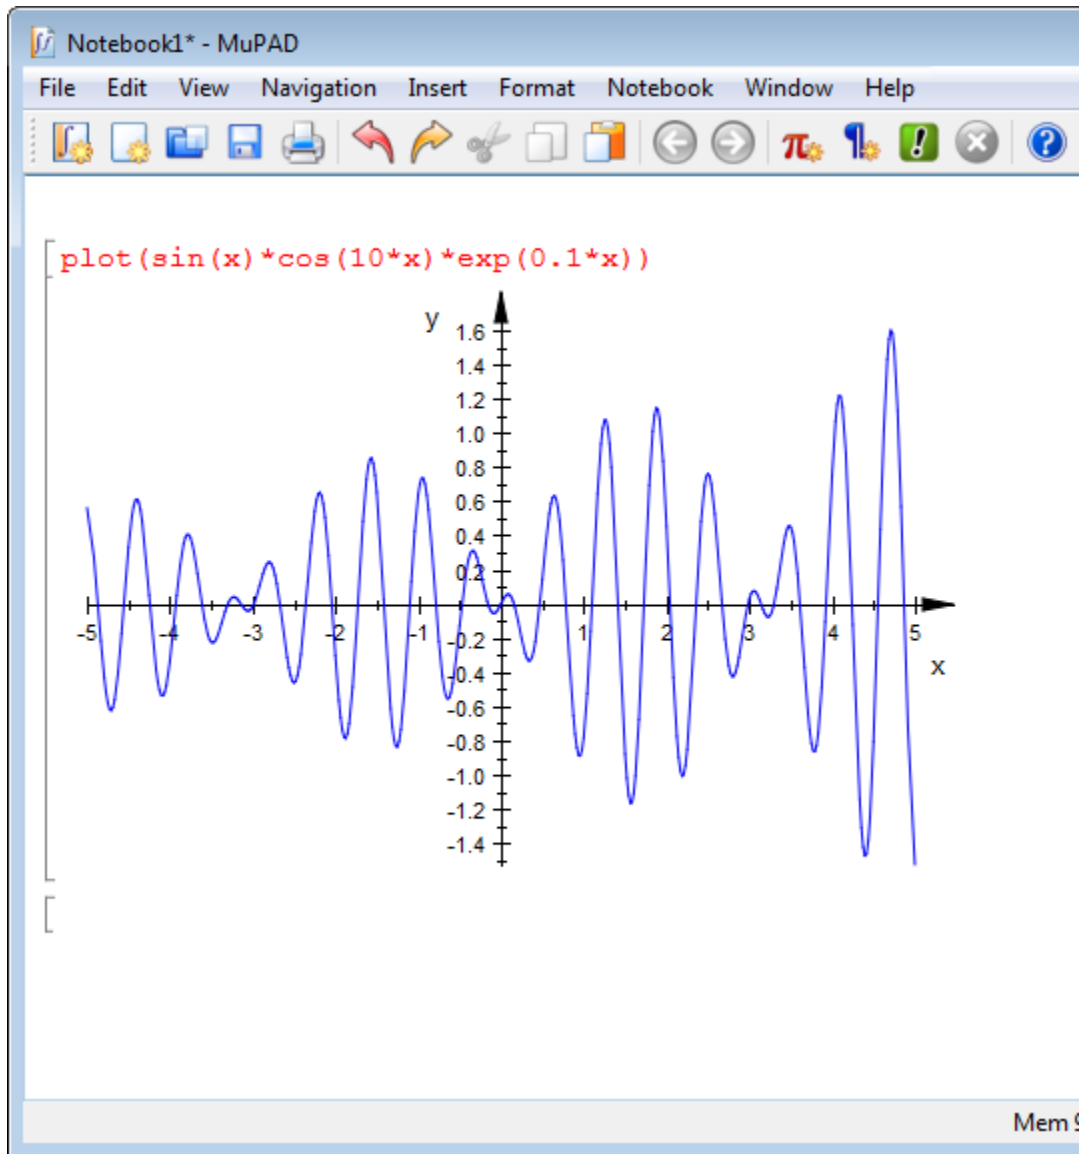 Notebook1* - MuPAD
File Edit View Navigation Insert Format Notebook Window Help
plot(sin(x)*cos(10*x)*exp(0.1*x))
y
1.6
1.4
1.2
1.0
0.8
0.6
0.4
0.2
-5 -4 -3 -2 -1 1 2 3 4 5
x
-0.2
-0.4
-0.6
-0.8
-1.0
-1.2
-1.4
Mem 9